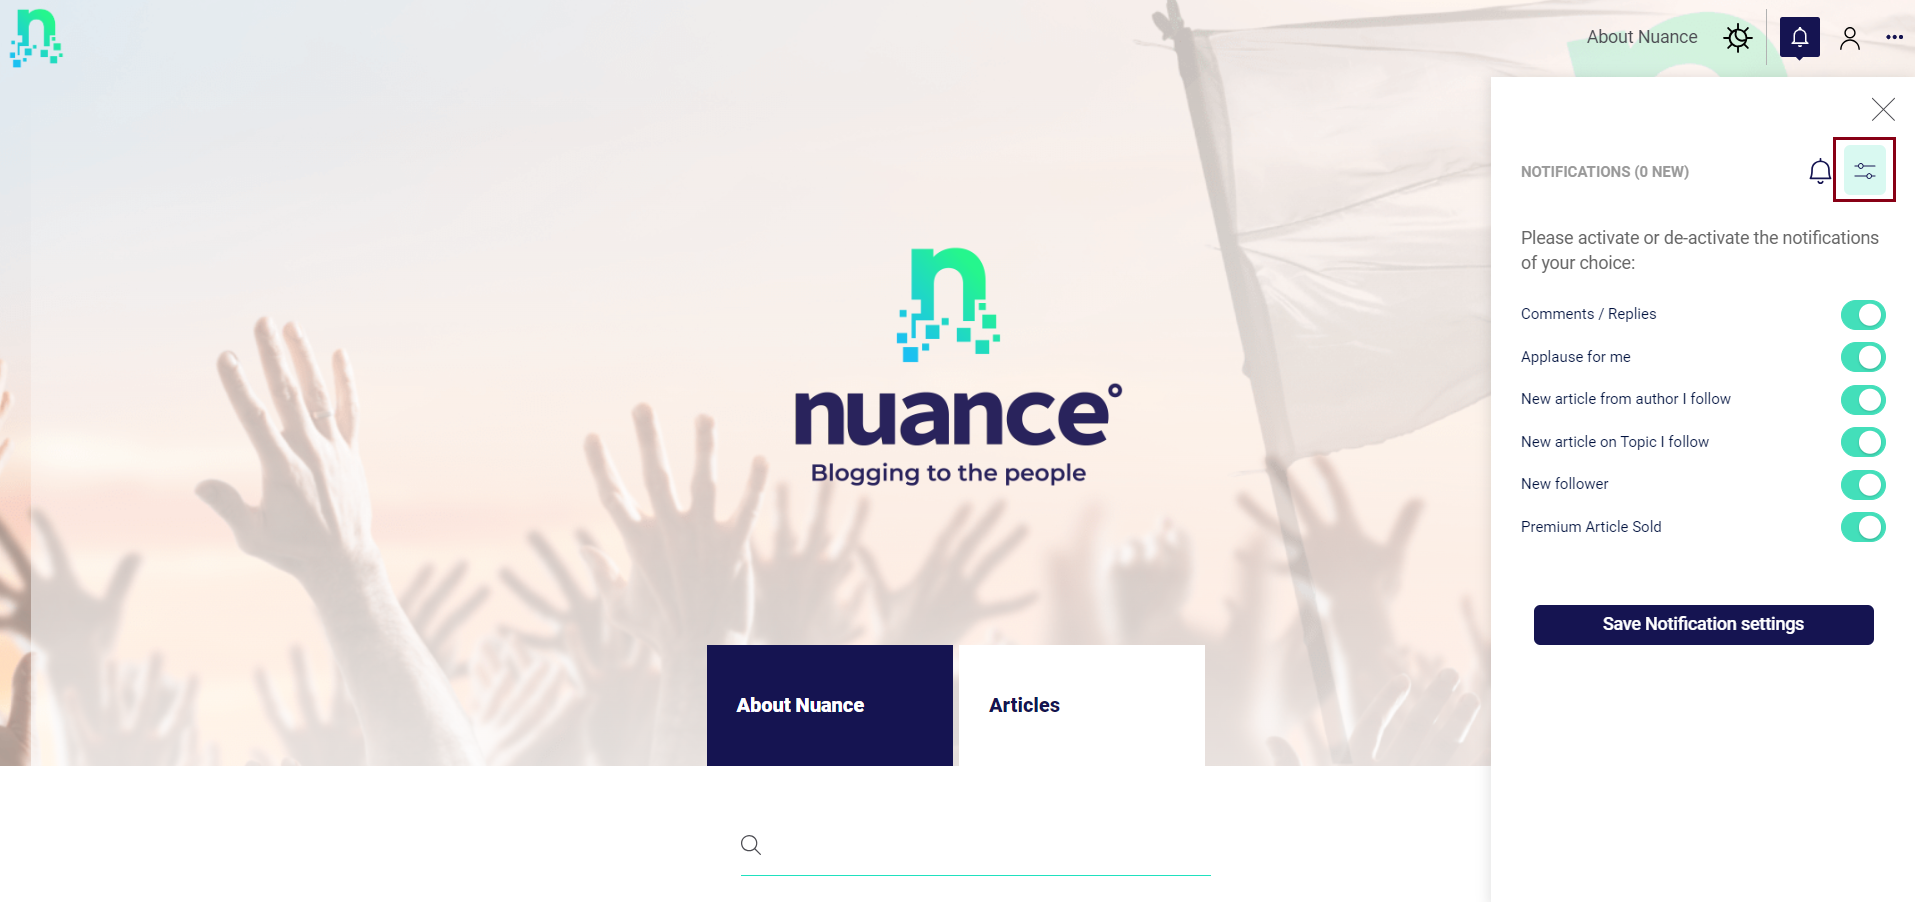 About Nuance
NOTIFICATIONS (0 NEW)
Please activate or de-activate the notifications
of your choice:
Comments / Replies
Applause for me
New article from author I follow
New article on Topic I follow
New follower
Premium Article Sold
Save Notification settings
n
nuance°
Blogging to the people
About Nuance
Articles